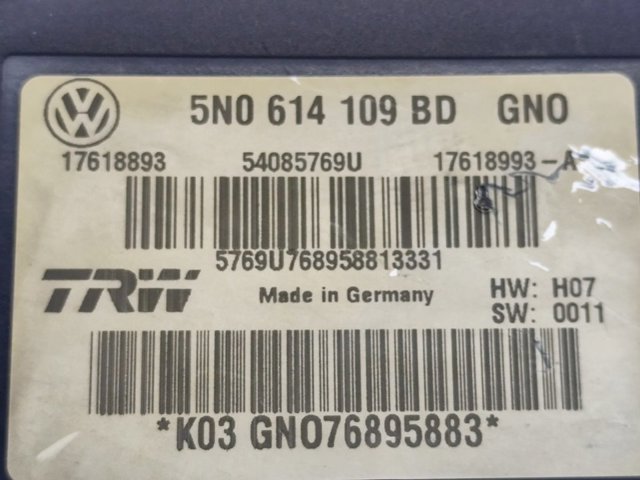 5N0 614 109 BD GNO
17618893 54085769U 17618993-A
5769U768958813331
TRW Made in Germany HW: H07
SW: 0011
*K03 GNO76895883*